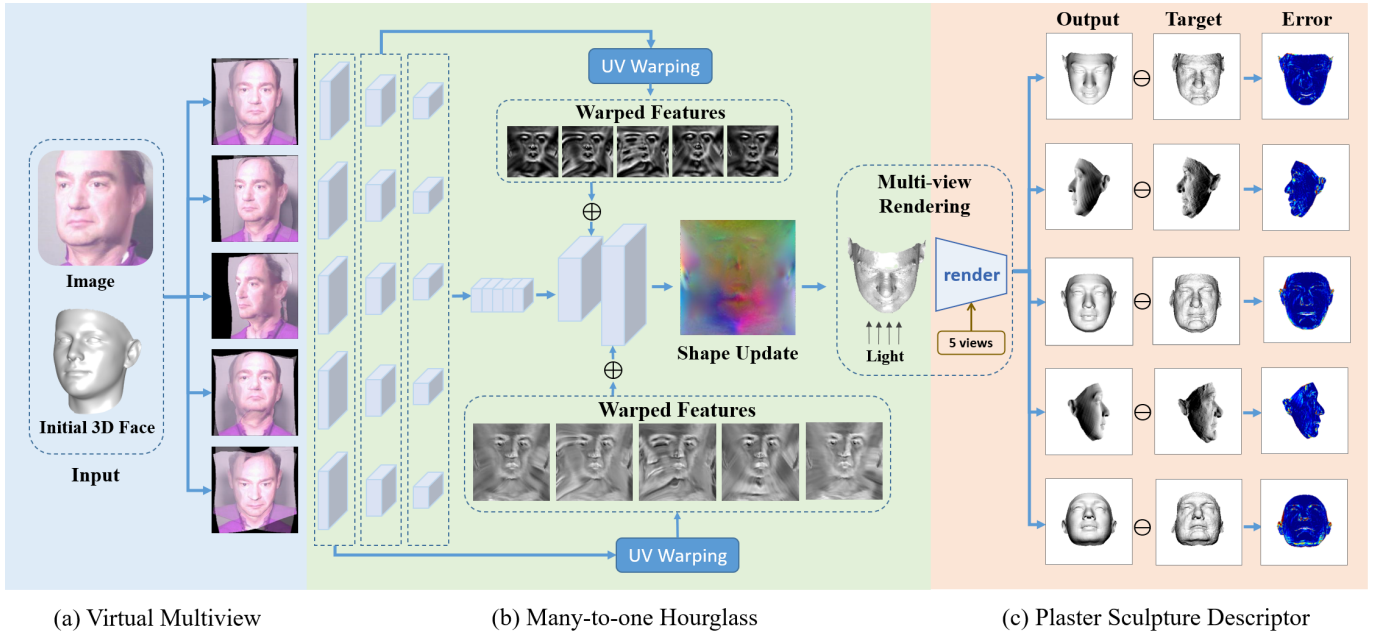 Image
Initial 3D Face
Input
UV Warping
Warped Features
Shape Update
Warped Features
UV Warping
Multi-view
Rendering
Light
render
5 views
Output
Target
Error
(a) Virtual Multiview
(b) Many-to-one Hourglass
(c) Plaster Sculpture Descriptor